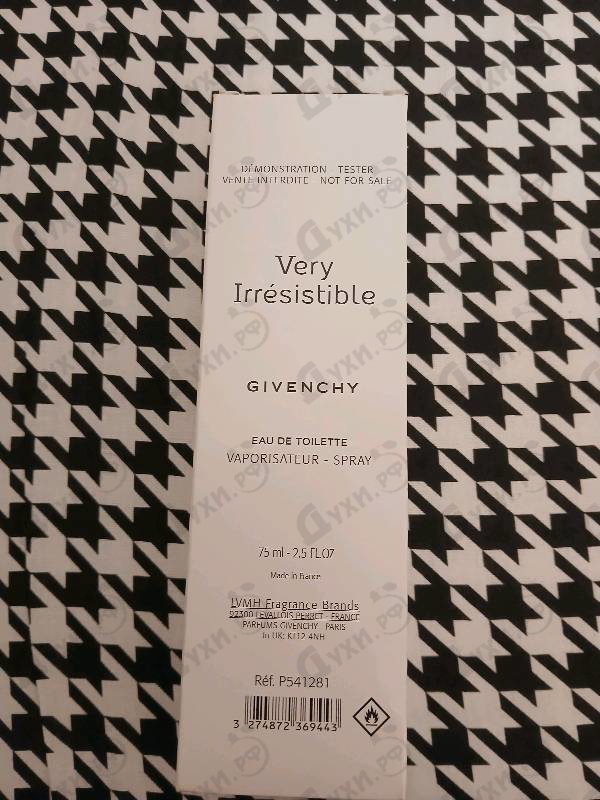 DÉMONSTRATION - TESTER
VENTE INTERDITE - NOT FOR SALE
Very
Irrésistible
GIVENCHY
EAU DE TOILETTE
VAPORISATEUR - SPRAY
75 ml - 2.5 FL.OZ
Made in France
LVMH Fragrance Brands
92300 LEVALLOIS PERRET - FRANCE
PARFUMS GIVENCHY - PARIS
In UK: KT12 4NH
Réf. P541281
3 274872 369443
ДУХИ.РФ